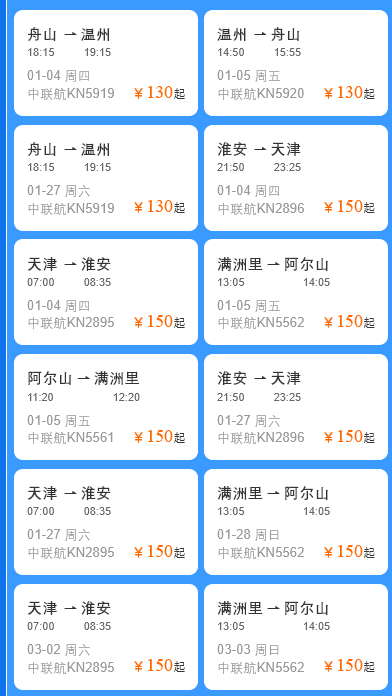 舟山 ⇀ 温州
18:15 19:15
01-04 周四
中联航KN5919 ￥130起
温州 ⇀ 舟山
14:50 15:55
01-05 周五
中联航KN5920 ￥130起
舟山 ⇀ 温州
18:15 19:15
01-27 周六
中联航KN5919 ￥130起
淮安 ⇀ 天津
21:50 23:25
01-04 周四
中联航KN2896 ￥150起
天津 ⇀ 淮安
07:00 08:35
01-04 周四
中联航KN2895 ￥150起
满洲里 ⇀ 阿尔山
13:05 14:05
01-05 周五
中联航KN5562 ￥150起
阿尔山 ⇀ 满洲里
11:20 12:20
01-05 周五
中联航KN5561 ￥150起
淮安 ⇀ 天津
21:50 23:25
01-27 周六
中联航KN2896 ￥150起
天津 ⇀ 淮安
07:00 08:35
01-27 周六
中联航KN2895 ￥150起
满洲里 ⇀ 阿尔山
13:05 14:05
01-28 周日
中联航KN5562 ￥150起
天津 ⇀ 淮安
07:00 08:35
03-02 周六
中联航KN2895 ￥150起
满洲里 ⇀ 阿尔山
13:05 14:05
03-03 周日
中联航KN5562 ￥150起